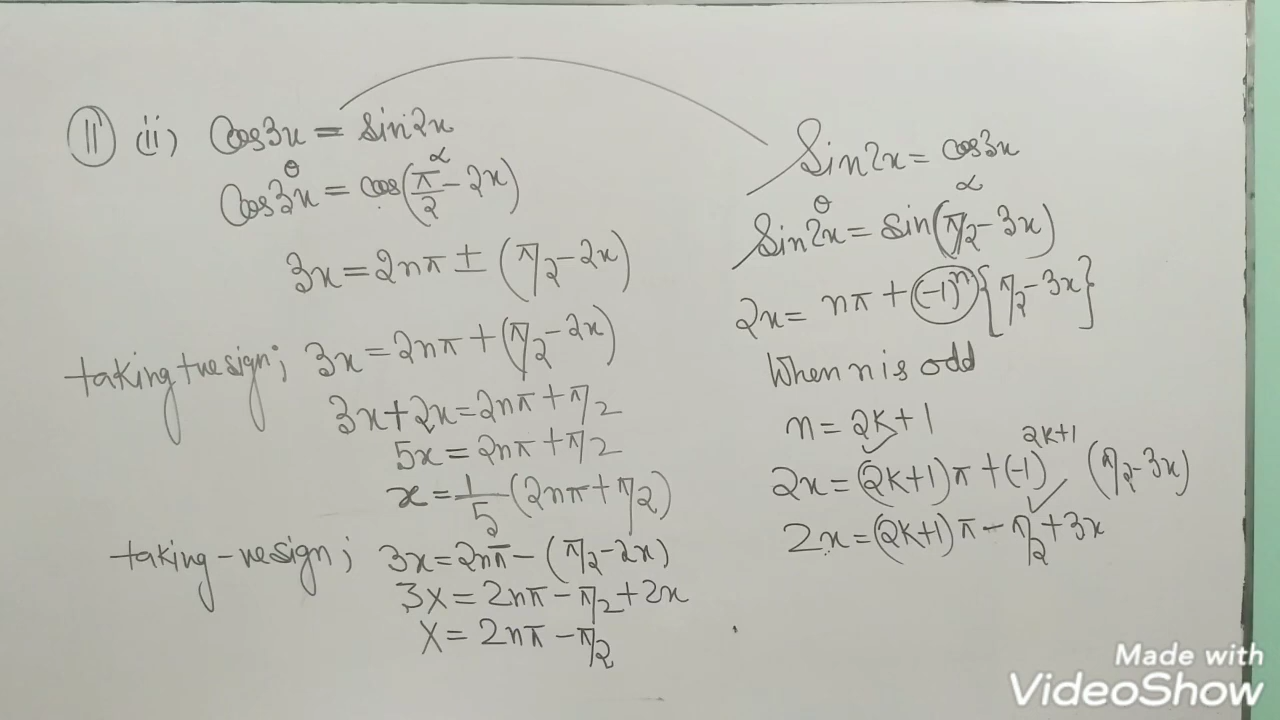 11 (ii) Cos3x = sin2x
Cos3x = cos(π/2 - 2x)
θ α
3x = 2nπ ± (π/2 - 2x)
taking +ve sign; 3x = 2nπ + (π/2 - 2x)
3x + 2x = 2nπ + π/2
5x = 2nπ + π/2
x = 1/5 (2nπ + π/2)
taking -ve sign; 3x = 2nπ - (π/2 - 2x)
3x = 2nπ - π/2 + 2x
x = 2nπ - π/2
Sin2x = cos3x
θ α
Sin2x = sin(π/2 - 3x)
2x = nπ + (-1)^n {π/2 - 3x}
When n is odd
n = 2k+1
2x = (2k+1)π + (-1)^2k+1 (π/2 - 3x)
2x = (2k+1)π - π/2 + 3x
Made with
VideoShow